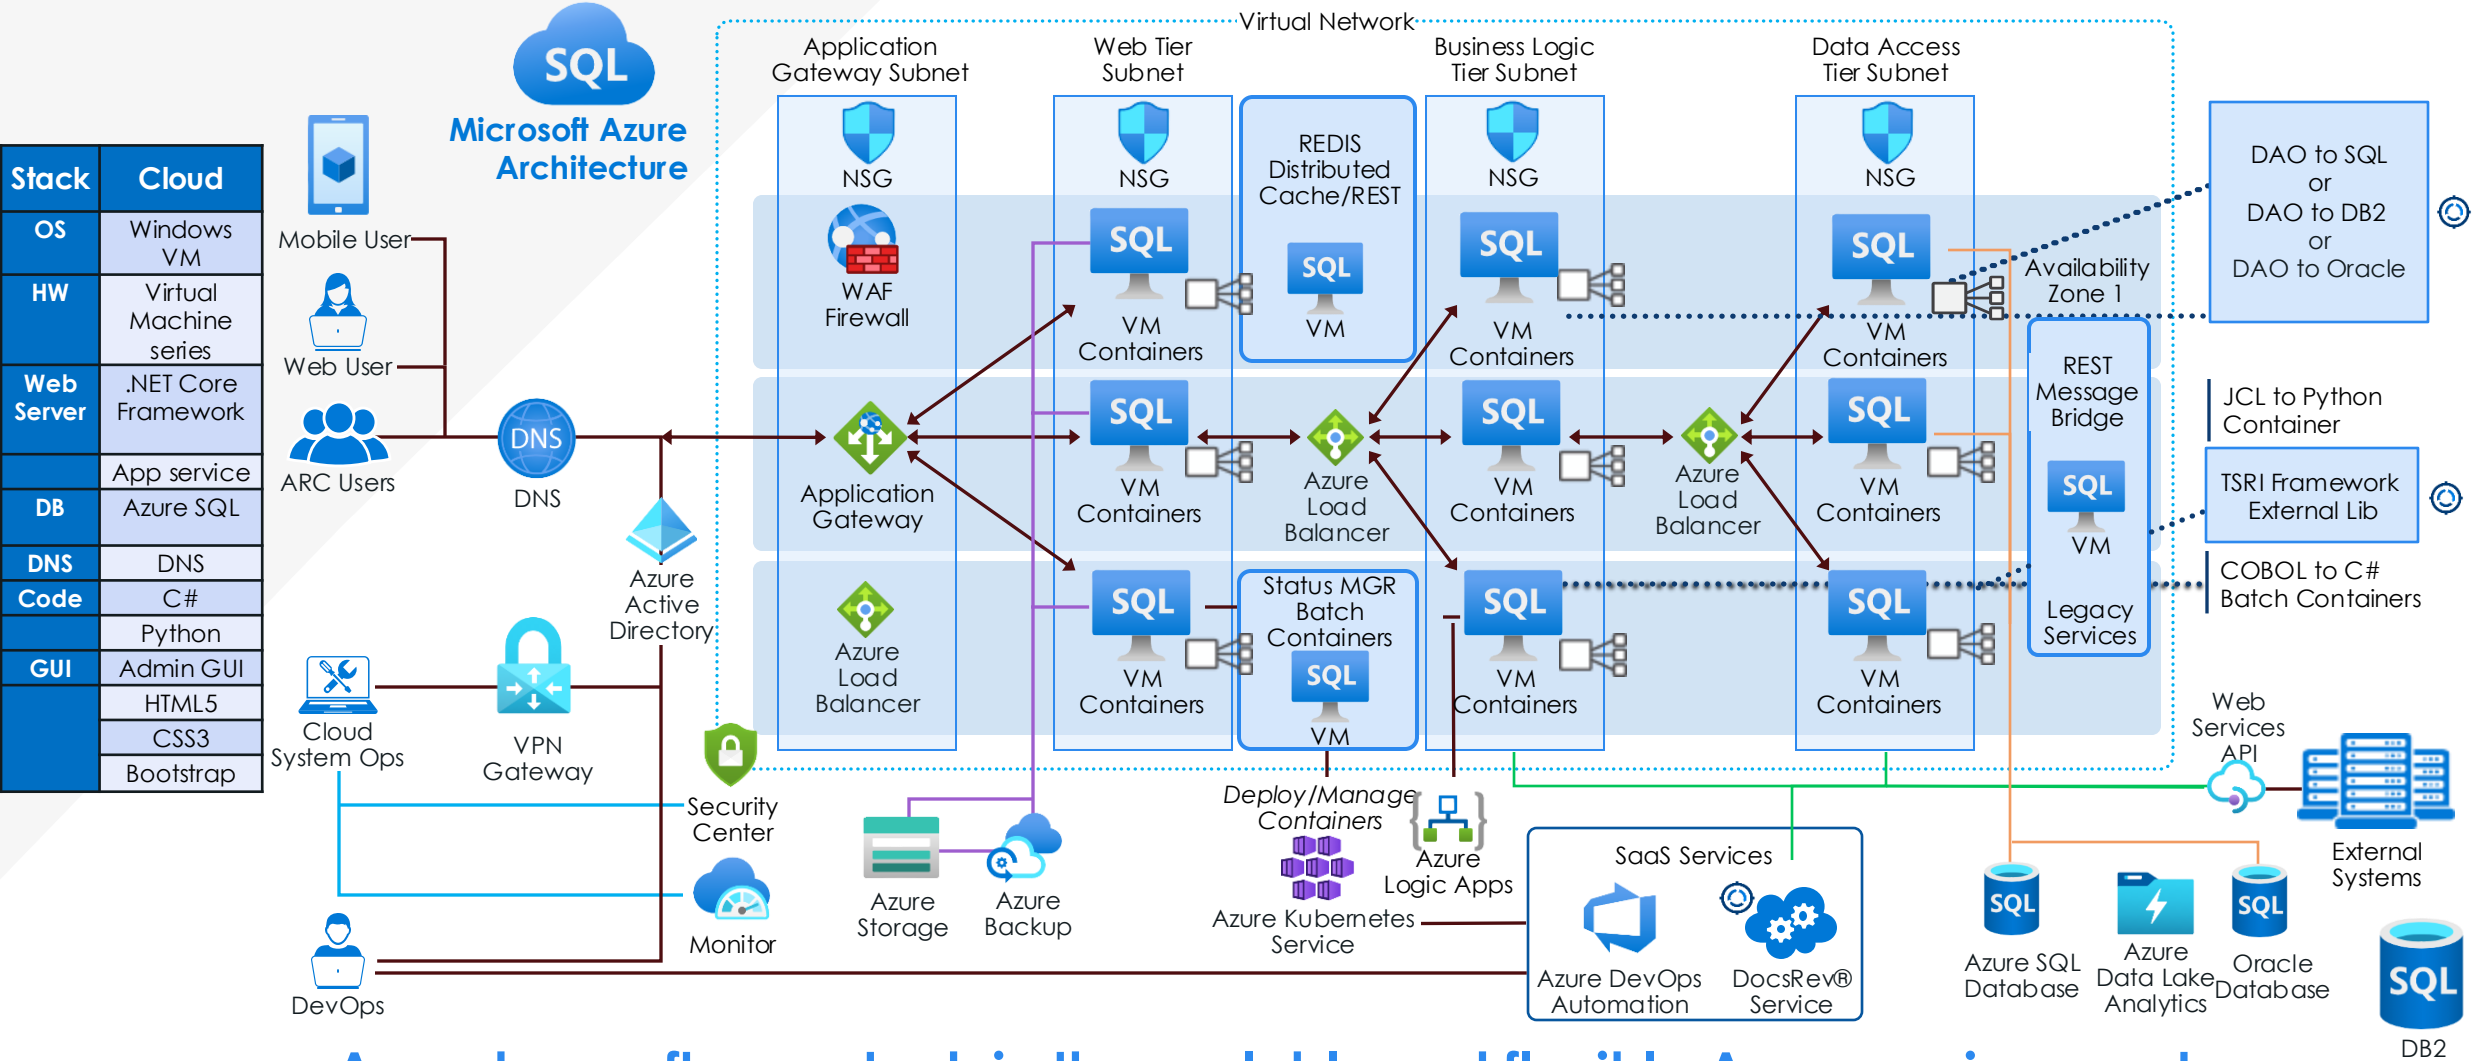 Virtual Network
SQL
Microsoft Azure
Architecture
Stack
Cloud
OS
Windows
VM
HW
Virtual
Machine
series
Web
Server
.NET Core
Framework
App service
DB
Azure SQL
DNS
DNS
Code
C#
Python
GUI
Admin GUI
HTML5
CSS3
Bootstrap
Mobile User
Web User
ARC Users
DNS
DNS
Azure
Active
Directory
Cloud
System Ops
VPN
Gateway
Security
Center
Monitor
DevOps
Application
Gateway Subnet
NSG
WAF
Firewall
Application
Gateway
Azure
Load
Balancer
Web Tier
Subnet
NSG
SQL
VM
Containers
SQL
VM
Containers
SQL
VM
Containers
REDIS
Distributed
Cache/REST
SQL
VM
Azure
Load
Balancer
Status MGR
Batch
Containers
SQL
VM
Business Logic
Tier Subnet
NSG
SQL
VM
Containers
SQL
VM
Containers
SQL
VM
Containers
Azure
Load
Balancer
Data Access
Tier Subnet
NSG
SQL
VM
Containers
SQL
VM
Containers
SQL
VM
Containers
Availability
Zone 1
REST
Message
Bridge
SQL
VM
Legacy
Services
DAO to SQL
or
DAO to DB2
or
DAO to Oracle
JCL to Python
Container
TSRI Framework
External Lib
COBOL to C#
Batch Containers
Web
Services
API
External
Systems
Azure
Storage
Azure
Backup
Deploy/Manage
Containers
Azure Kubernetes
Service
Azure
Logic Apps
SaaS Services
Azure DevOps
Automation
DocsRev®
Service
SQL
Azure SQL
Database
Azure
Data Lake
Analytics
SQL
Oracle
Database
SQL
DB2